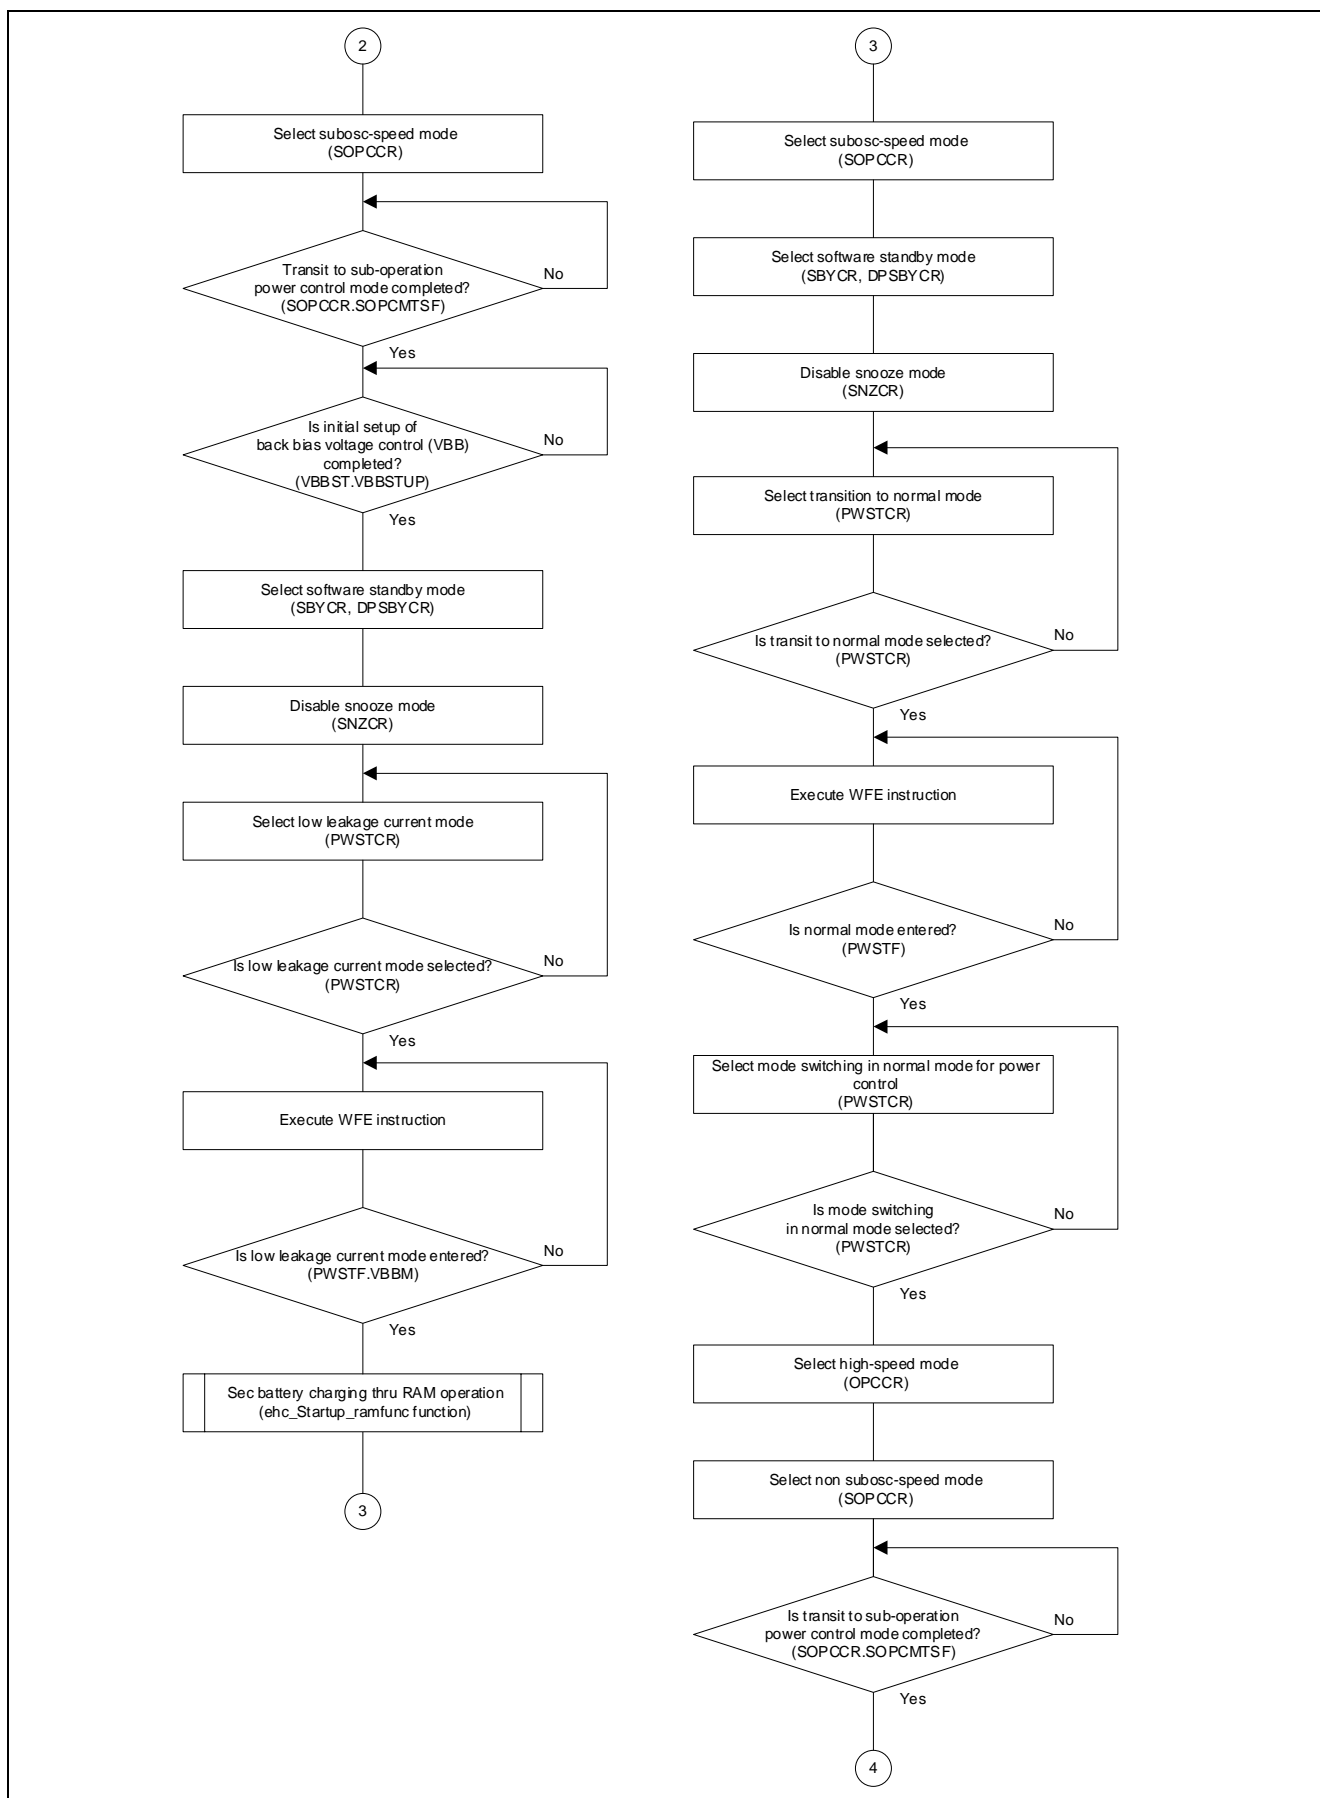 2
Select subosc-speed mode
(SOPCCR)
Transit to sub-operation
power control mode completed?
(SOPCCR.SOPCMTSF)
No
Yes
Is initial setup of
back bias voltage control (VBB)
completed?
(VBBST.VBBSTUP)
No
Yes
Select software standby mode
(SBYCR, DPSBYCR)
Disable snooze mode
(SNZCR)
Select low leakage current mode
(PWSTCR)
Is low leakage current mode selected?
(PWSTCR)
No
Yes
Execute WFE instruction
Is low leakage current mode entered?
(PWSTF.VBBM)
No
Yes
Sec battery charging thru RAM operation
(ehc_Startup_ramfunc function)
3
3
Select subosc-speed mode
(SOPCCR)
Select software standby mode
(SBYCR, DPSBYCR)
Disable snooze mode
(SNZCR)
Select transition to normal mode
(PWSTCR)
Is transit to normal mode selected?
(PWSTCR)
No
Yes
Execute WFE instruction
Is normal mode entered?
(PWSTF)
No
Yes
Select mode switching in normal mode for power
control
(PWSTCR)
Is mode switching
in normal mode selected?
(PWSTCR)
No
Yes
Select high-speed mode
(OPCCR)
Select non subosc-speed mode
(SOPCCR)
Is transit to sub-operation
power control mode completed?
(SOPCCR.SOPCMTSF)
No
Yes
4